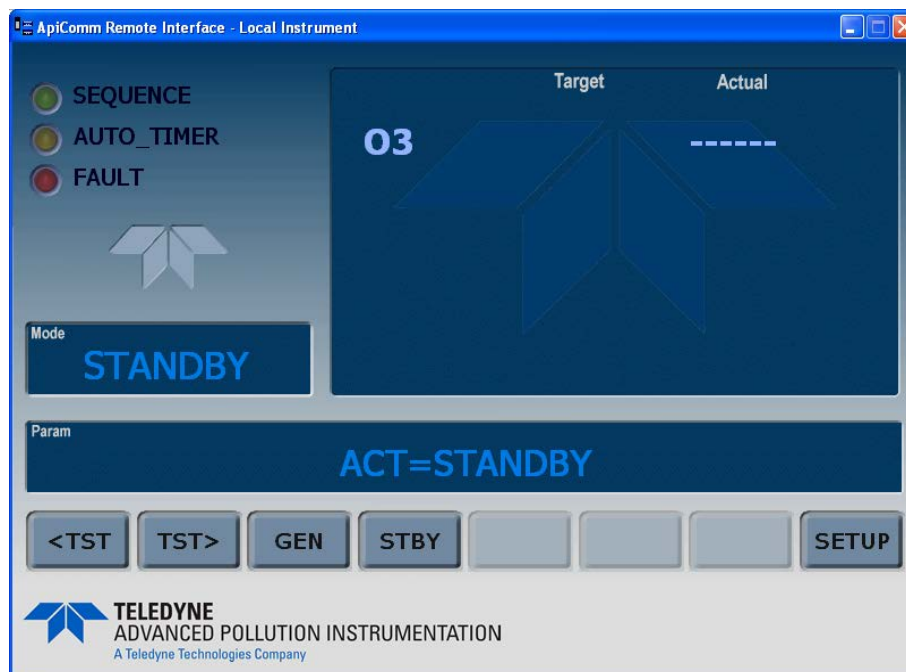 ApiComm Remote Interface - Local Instrument
SEQUENCE
AUTO_TIMER
FAULT
Target Actual
O3 ------
Mode
STANDBY
Param
ACT=STANDBY
<TST TST> GEN STBY SETUP
TELEDYNE
ADVANCED POLLUTION INSTRUMENTATION
A Teledyne Technologies Company